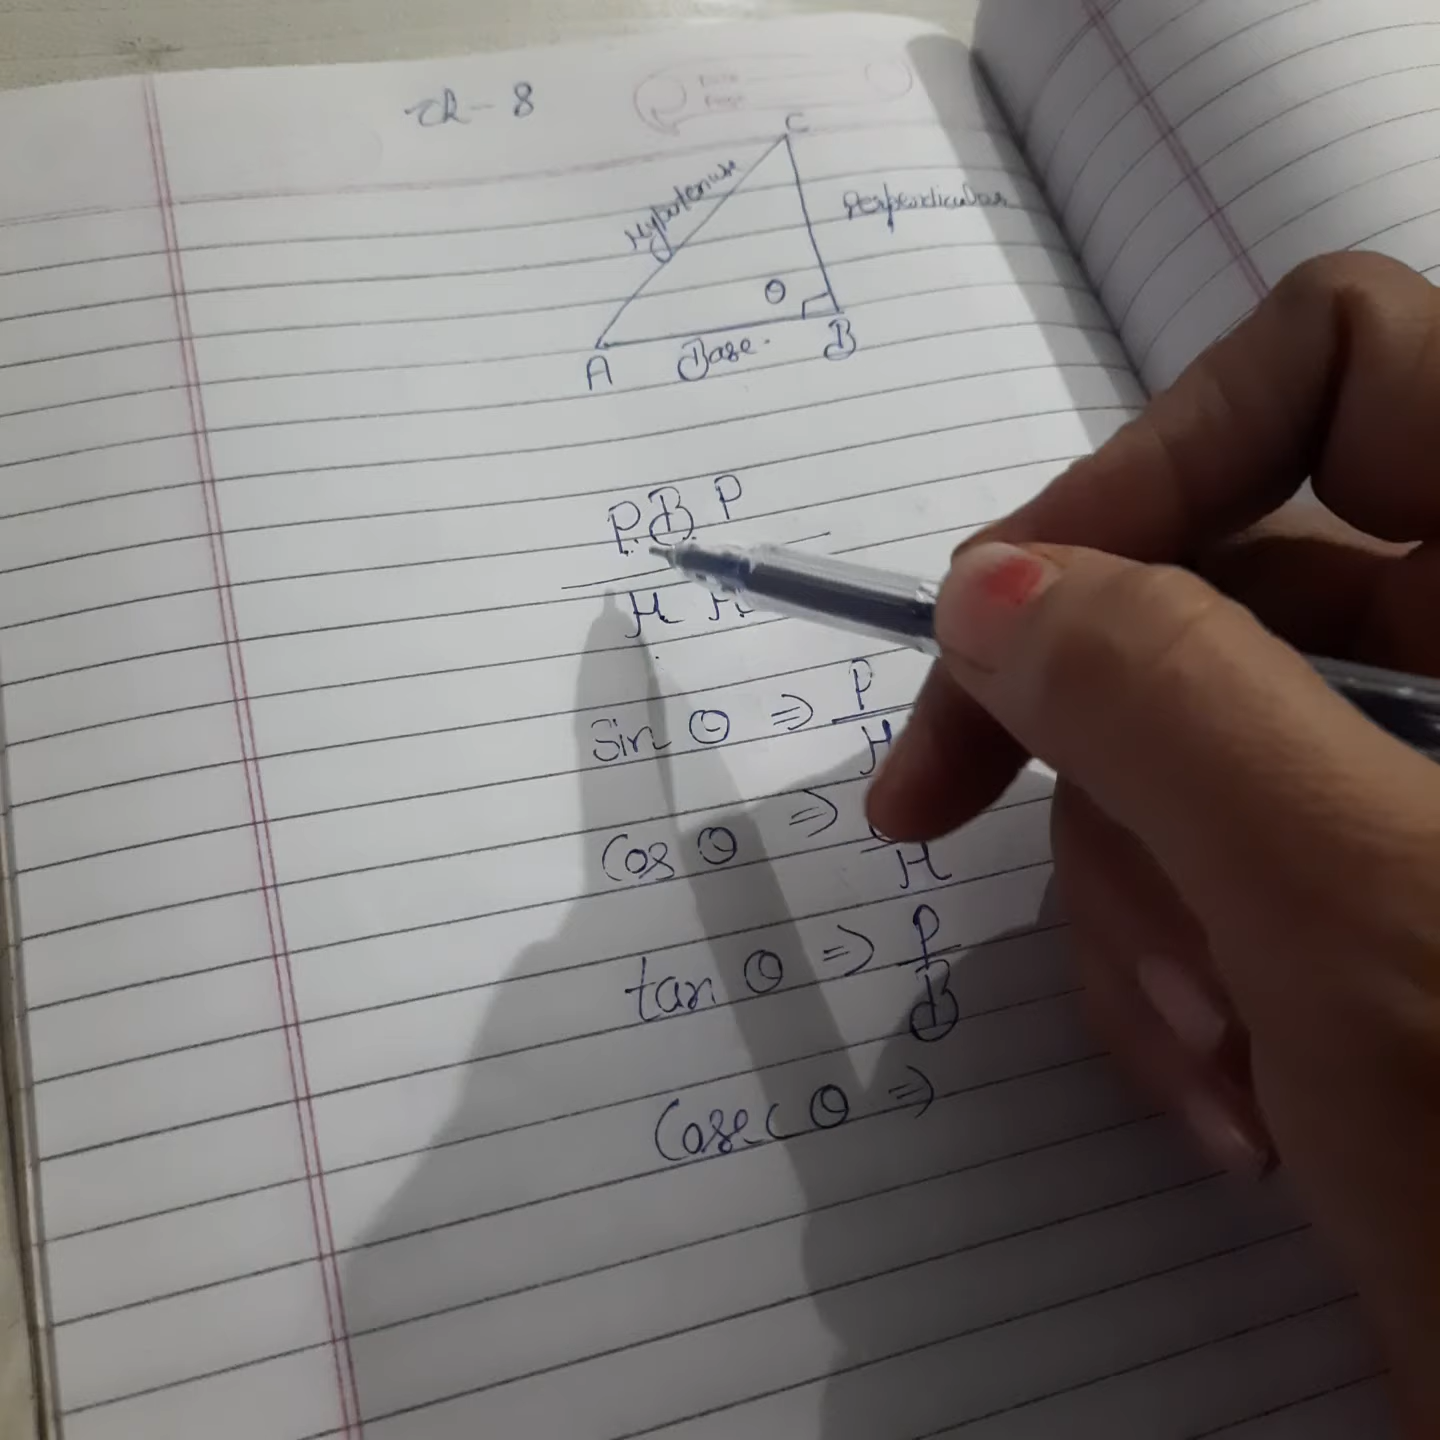 Ch - 8
C
Hypotenuse
Perpendicular
θ
A
Base.
B
P B P
H H
sin θ ⇒ P
H
Cos θ ⇒
H
tan θ ⇒ P
B
Cosec θ ⇒